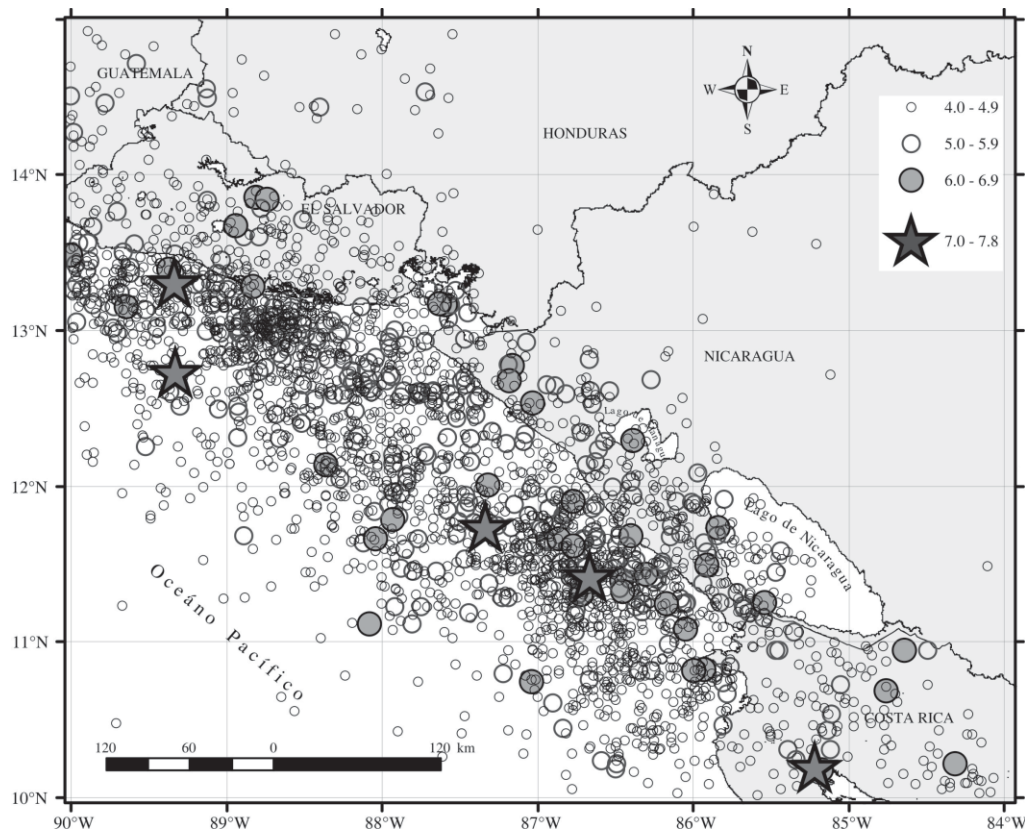 GUATEMALA
N
W E
S
4.0 - 4.9
HONDURAS
5.0 - 5.9
6.0 - 6.9
14°N
EL SALVADOR
7.0 - 7.8
13°N
NICARAGUA
Lago de
12°N
Lago de Nicaragua
Océano Pacífico
11°N
COSTA RICA
120 60 0 120 km
10°N
90°W 89°W 88°W 87°W 86°W 85°W 84°W